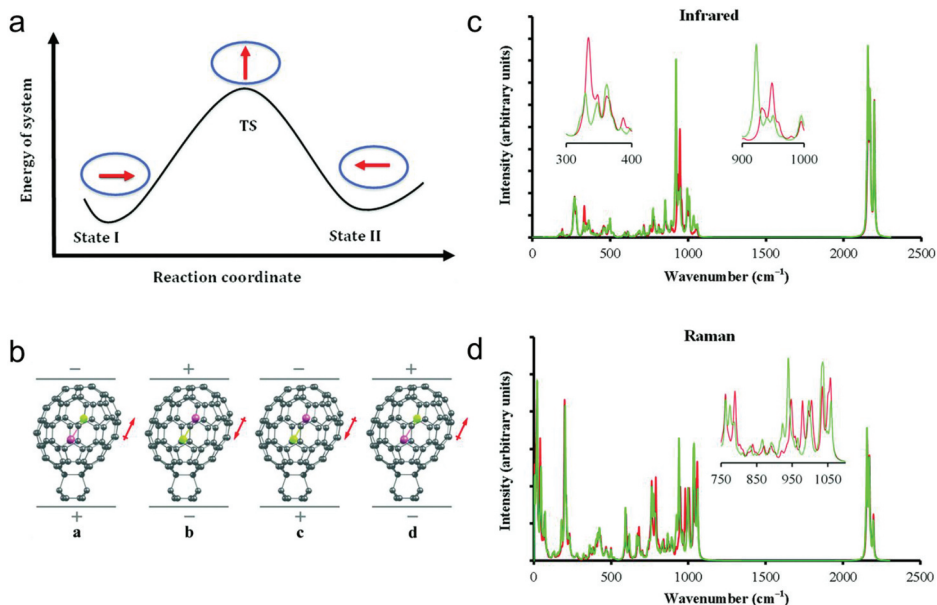 a
Energy of system
TS
State I
State II
Reaction coordinate
b
− + − +
+ − + −
a b c d
c
Infrared
Intensity (arbitrary units)
300 400
900 1000
0 500 1000 1500 2000 2500
Wavenumber (cm⁻¹)
d
Raman
Intensity (arbitrary units)
750 850 950 1050
0 500 1000 1500 2000 2500
Wavenumber (cm⁻¹)